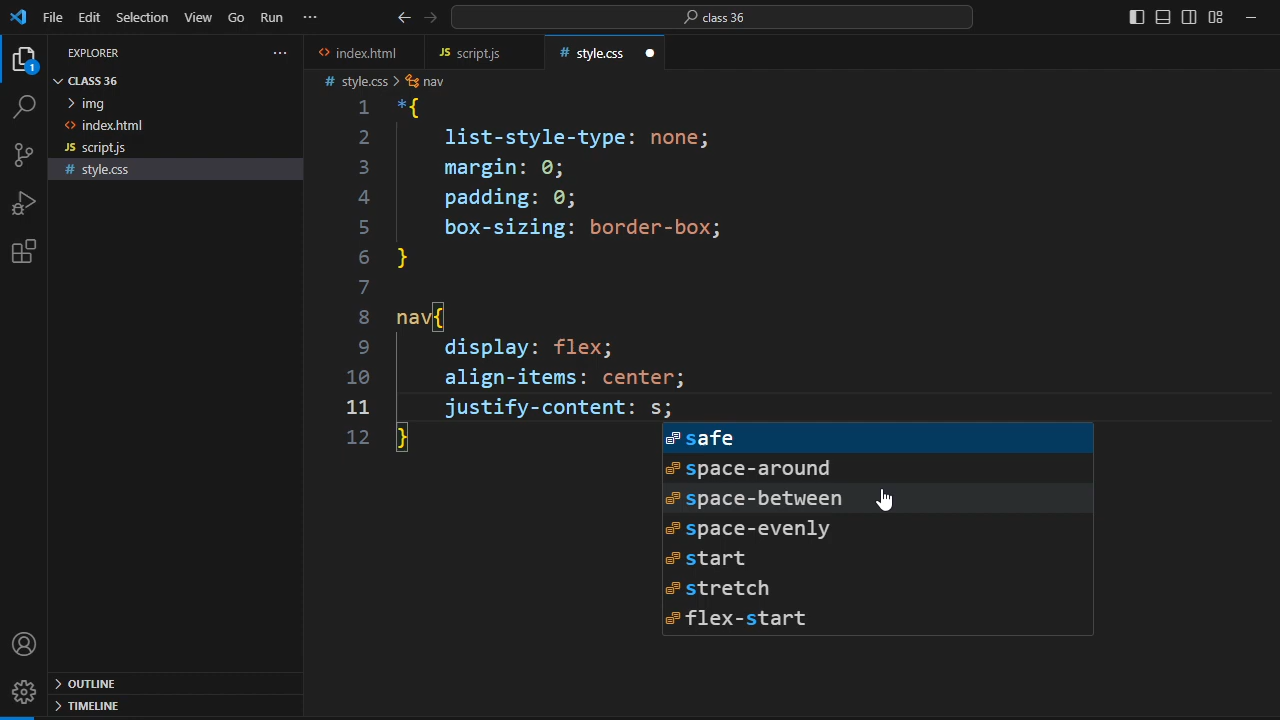 File Edit Selection View Go Run ··· class 36
EXPLORER ···
CLASS 36
img
index.html
JS script.js
# style.css
OUTLINE
TIMELINE
1
index.html JS script.js # style.css
# style.css > nav
1 *{
2 list-style-type: none;
3 margin: 0;
4 padding: 0;
5 box-sizing: border-box;
6 }
7
8 nav{
9 display: flex;
10 align-items: center;
11 justify-content: s;
12 }
safe
space-around
space-between
space-evenly
start
stretch
flex-start